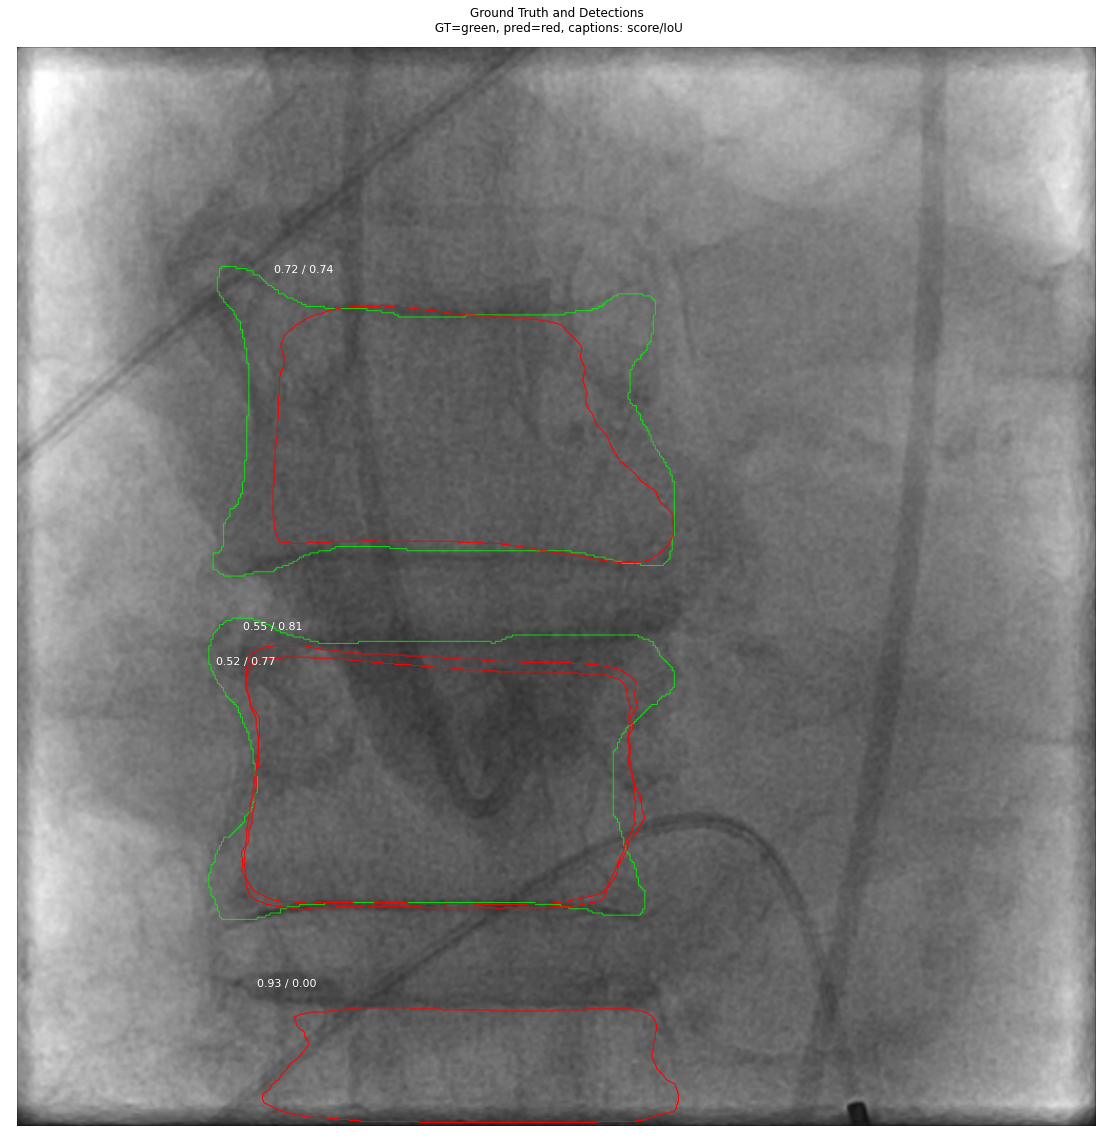 Ground Truth and Detections
GT=green, pred=red, captions: score/IoU
0.72 / 0.74
0.55 / 0.81
0.52 / 0.77
0.93 / 0.00